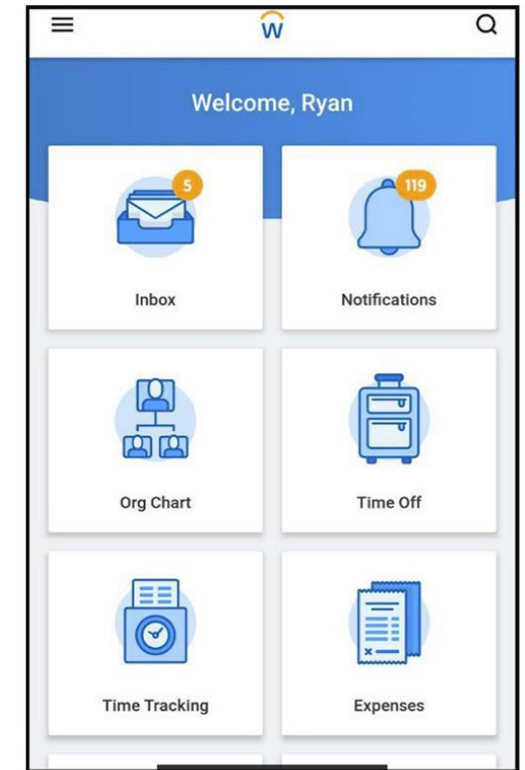 W
Welcome, Ryan
5
119
Inbox
Notifications
Org Chart
Time Off
Time Tracking
Expenses